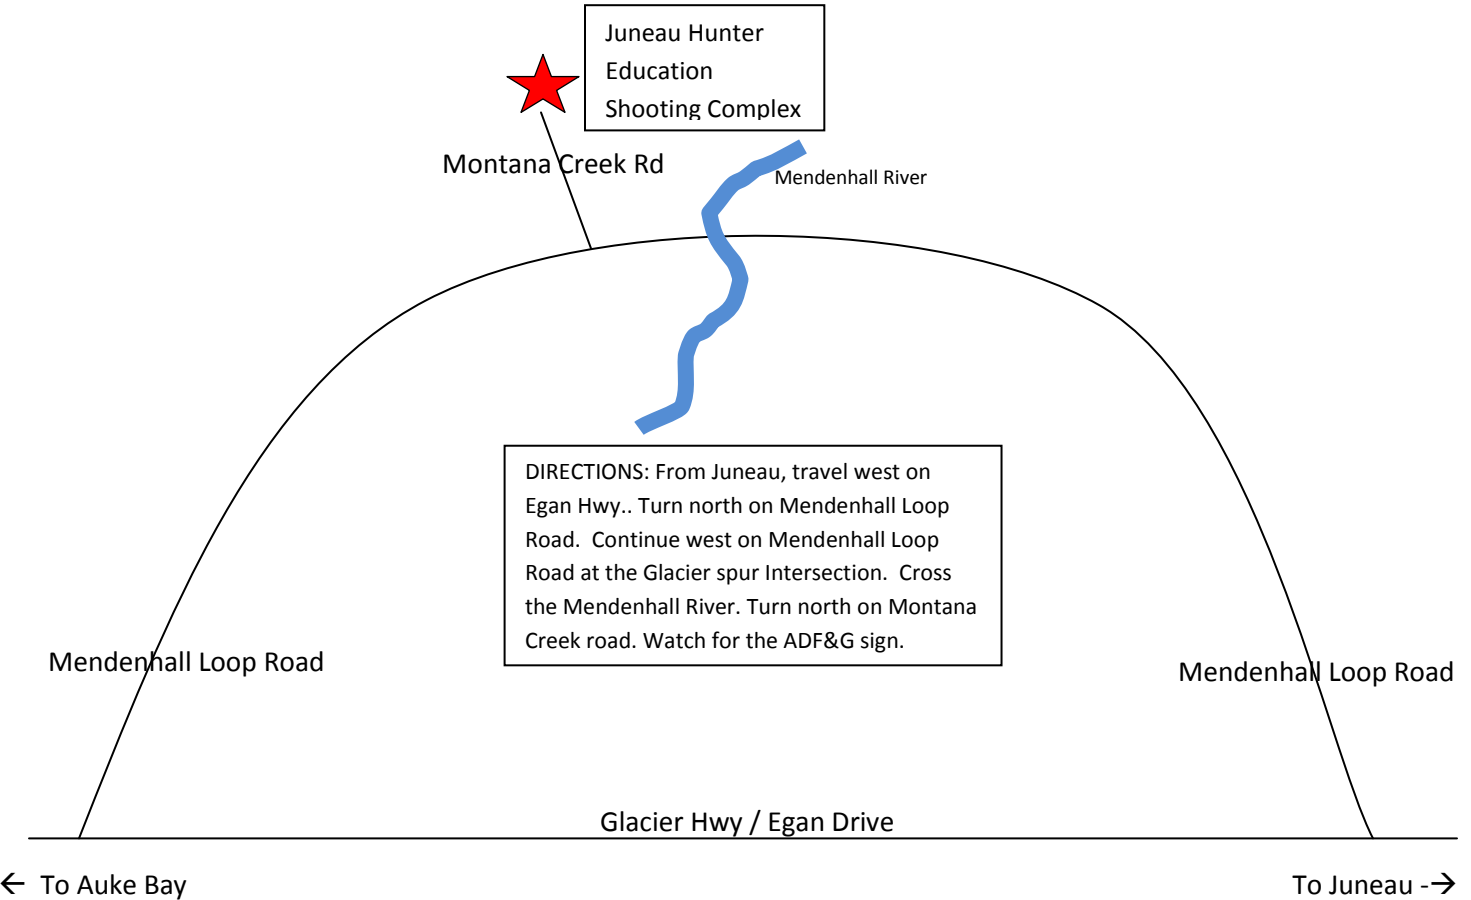 Juneau Hunter
Education
Shooting Complex
Montana Creek Rd
Mendenhall River
DIRECTIONS: From Juneau, travel west on
Egan Hwy.. Turn north on Mendenhall Loop
Road.  Continue west on Mendenhall Loop
Road at the Glacier spur Intersection.  Cross
the Mendenhall River. Turn north on Montana
Creek road. Watch for the ADF&G sign.
Mendenhall Loop Road
Mendenhall Loop Road
Glacier Hwy / Egan Drive
← To Auke Bay
To Juneau -→